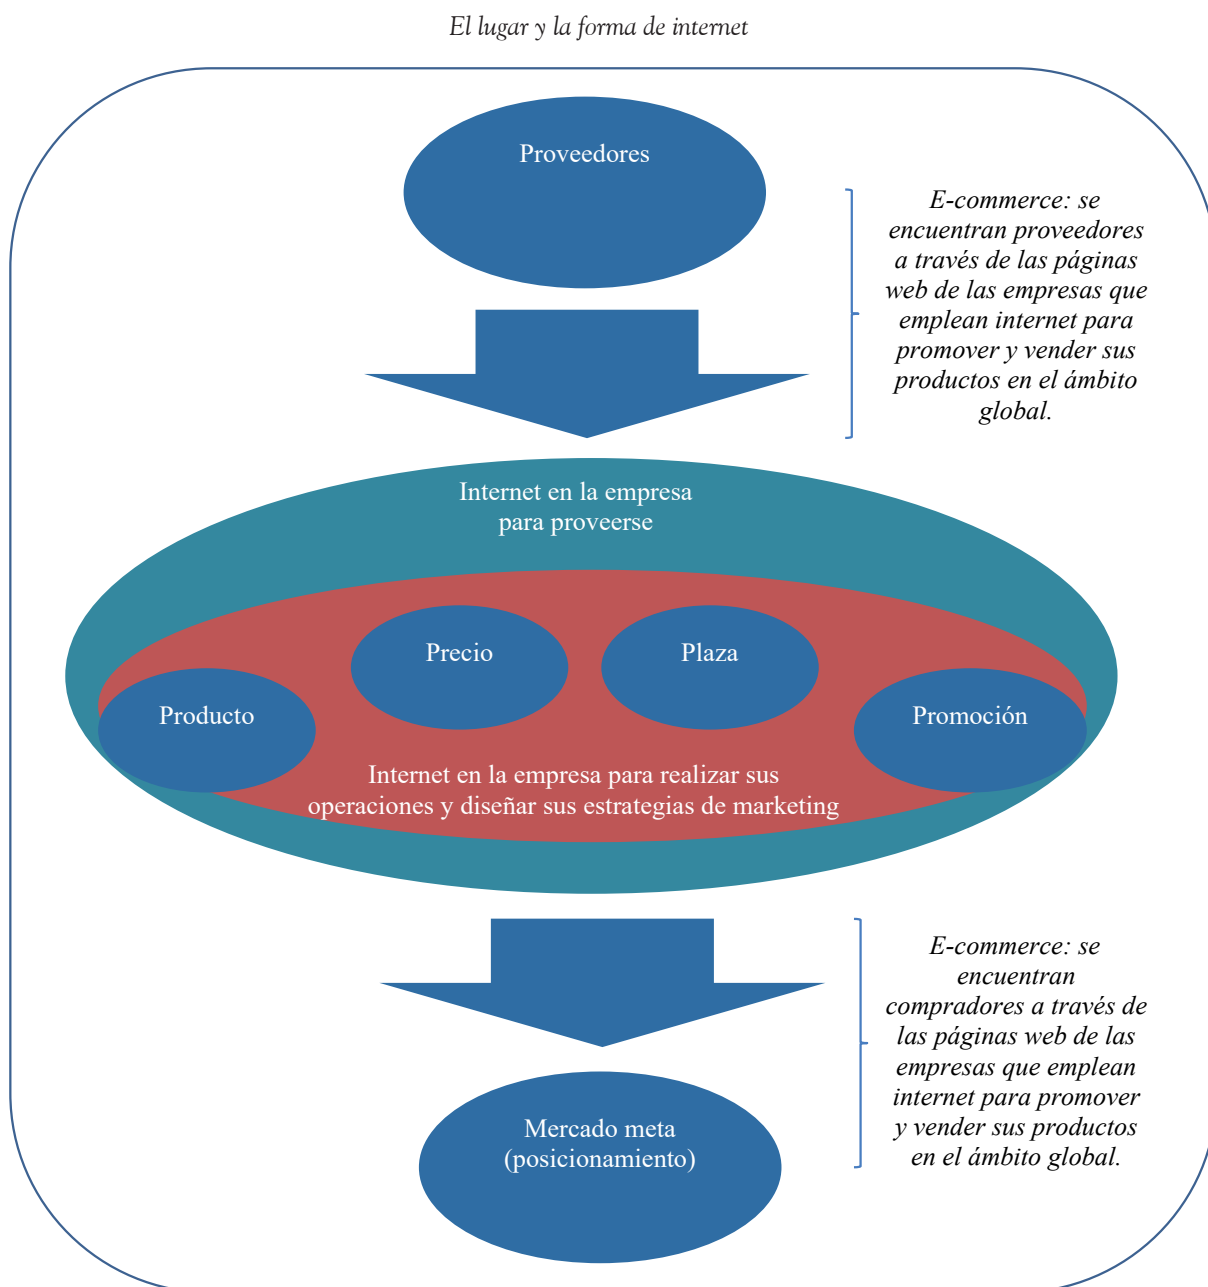 El lugar y la forma de internet
Proveedores
E-commerce: se
encuentran proveedores
a través de las páginas
web de las empresas que
emplean internet para
promover y vender sus
productos en el ámbito
global.
Internet en la empresa
para proveerse
Precio
Plaza
Producto
Promoción
Internet en la empresa para realizar sus
operaciones y diseñar sus estrategias de marketing
E-commerce: se
encuentran
compradores a través de
las páginas web de las
empresas que emplean
internet para promover
y vender sus productos
en el ámbito global.
Mercado meta
(posicionamiento)